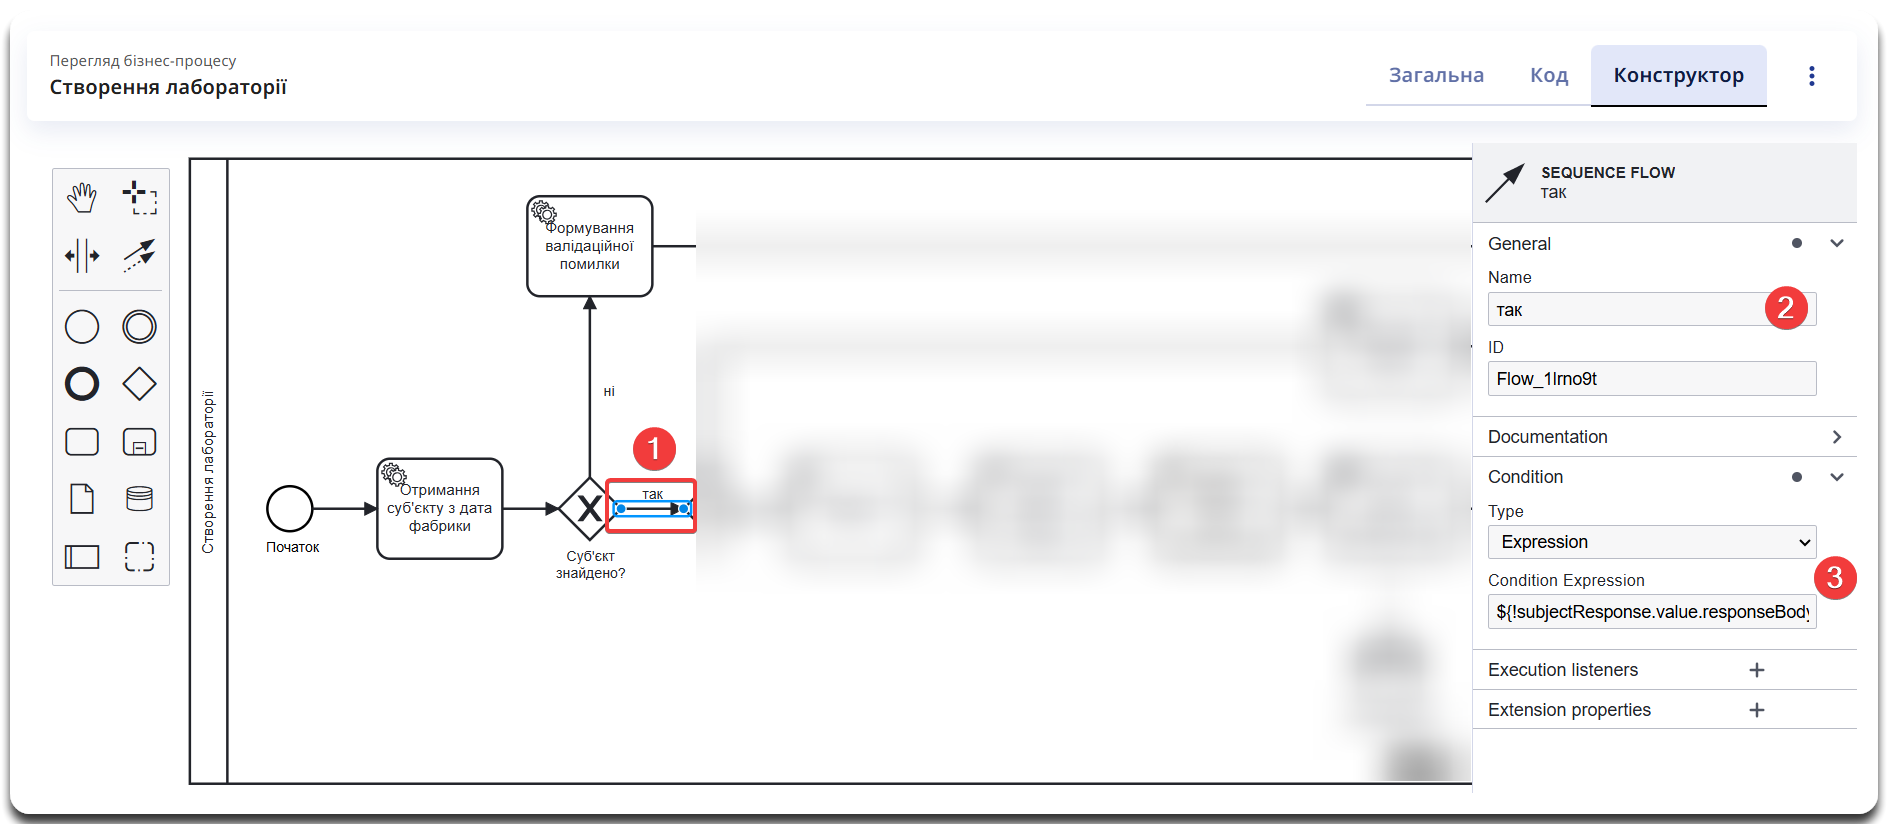 Перегляд бізнес-процесу
Створення лабораторії
Загальна
Код
Конструктор
Створення лабораторії
Формування
валідаційної
помилки
ні
1
так
Отримання
суб'єкту з дата
фабрики
Початок
X
Суб'єкт
знайдено?
SEQUENCE FLOW
так
General
Name
так
2
ID
Flow_1lrno9t
Documentation
Condition
Type
Expression
Condition Expression
3
${!subjectResponse.value.responseBody
Execution listeners
Extension properties